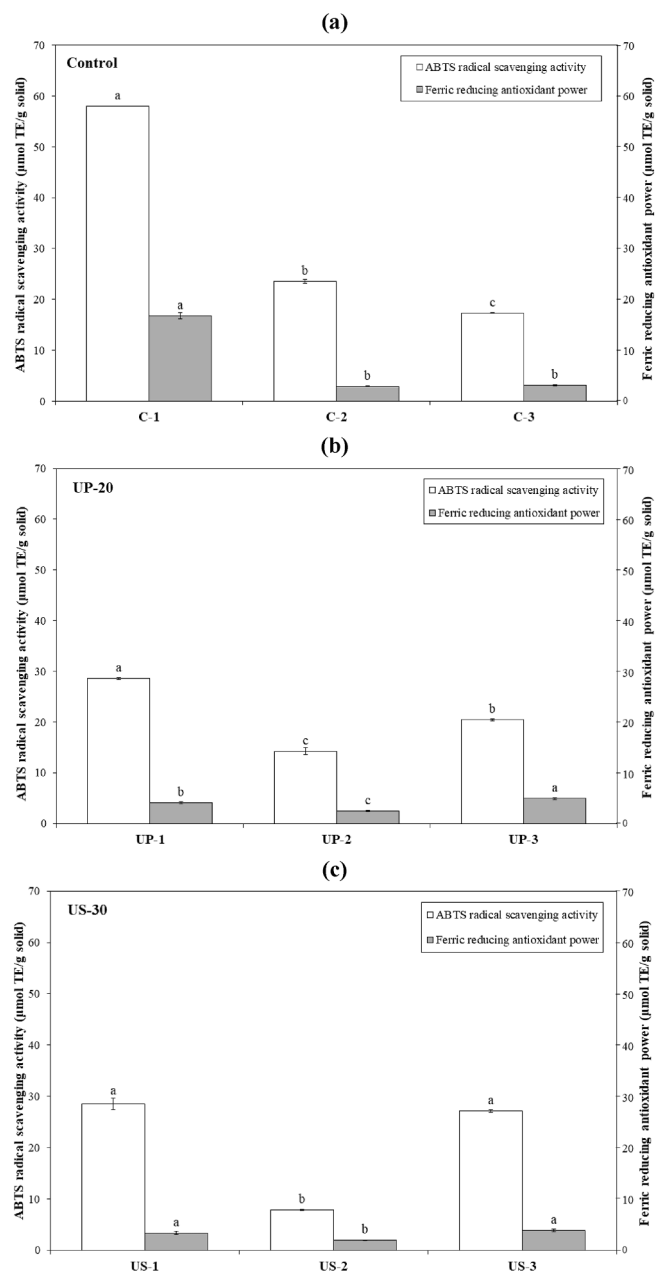 (a)
Control
ABTS radical scavenging activity
Ferric reducing antioxidant power
ABTS radical scavenging activity (µmol TE/g solid)
Ferric reducing antioxidant power (µmol TE/g solid)
70 70
60 60
50 50
40 40
30 30
20 20
10 10
0 0
a
a
b
b
c
b
C-1 C-2 C-3
(b)
UP-20
ABTS radical scavenging activity
Ferric reducing antioxidant power
ABTS radical scavenging activity (µmol TE/g solid)
Ferric reducing antioxidant power (µmol TE/g solid)
70 70
60 60
50 50
40 40
30 30
20 20
10 10
0 0
a
b
c
c
b
a
UP-1 UP-2 UP-3
(c)
US-30
ABTS radical scavenging activity
Ferric reducing antioxidant power
ABTS radical scavenging activity (µmol TE/g solid)
Ferric reducing antioxidant power (µmol TE/g solid)
70 70
60 60
50 50
40 40
30 30
20 20
10 10
0 0
a
a
b
b
a
a
US-1 US-2 US-3